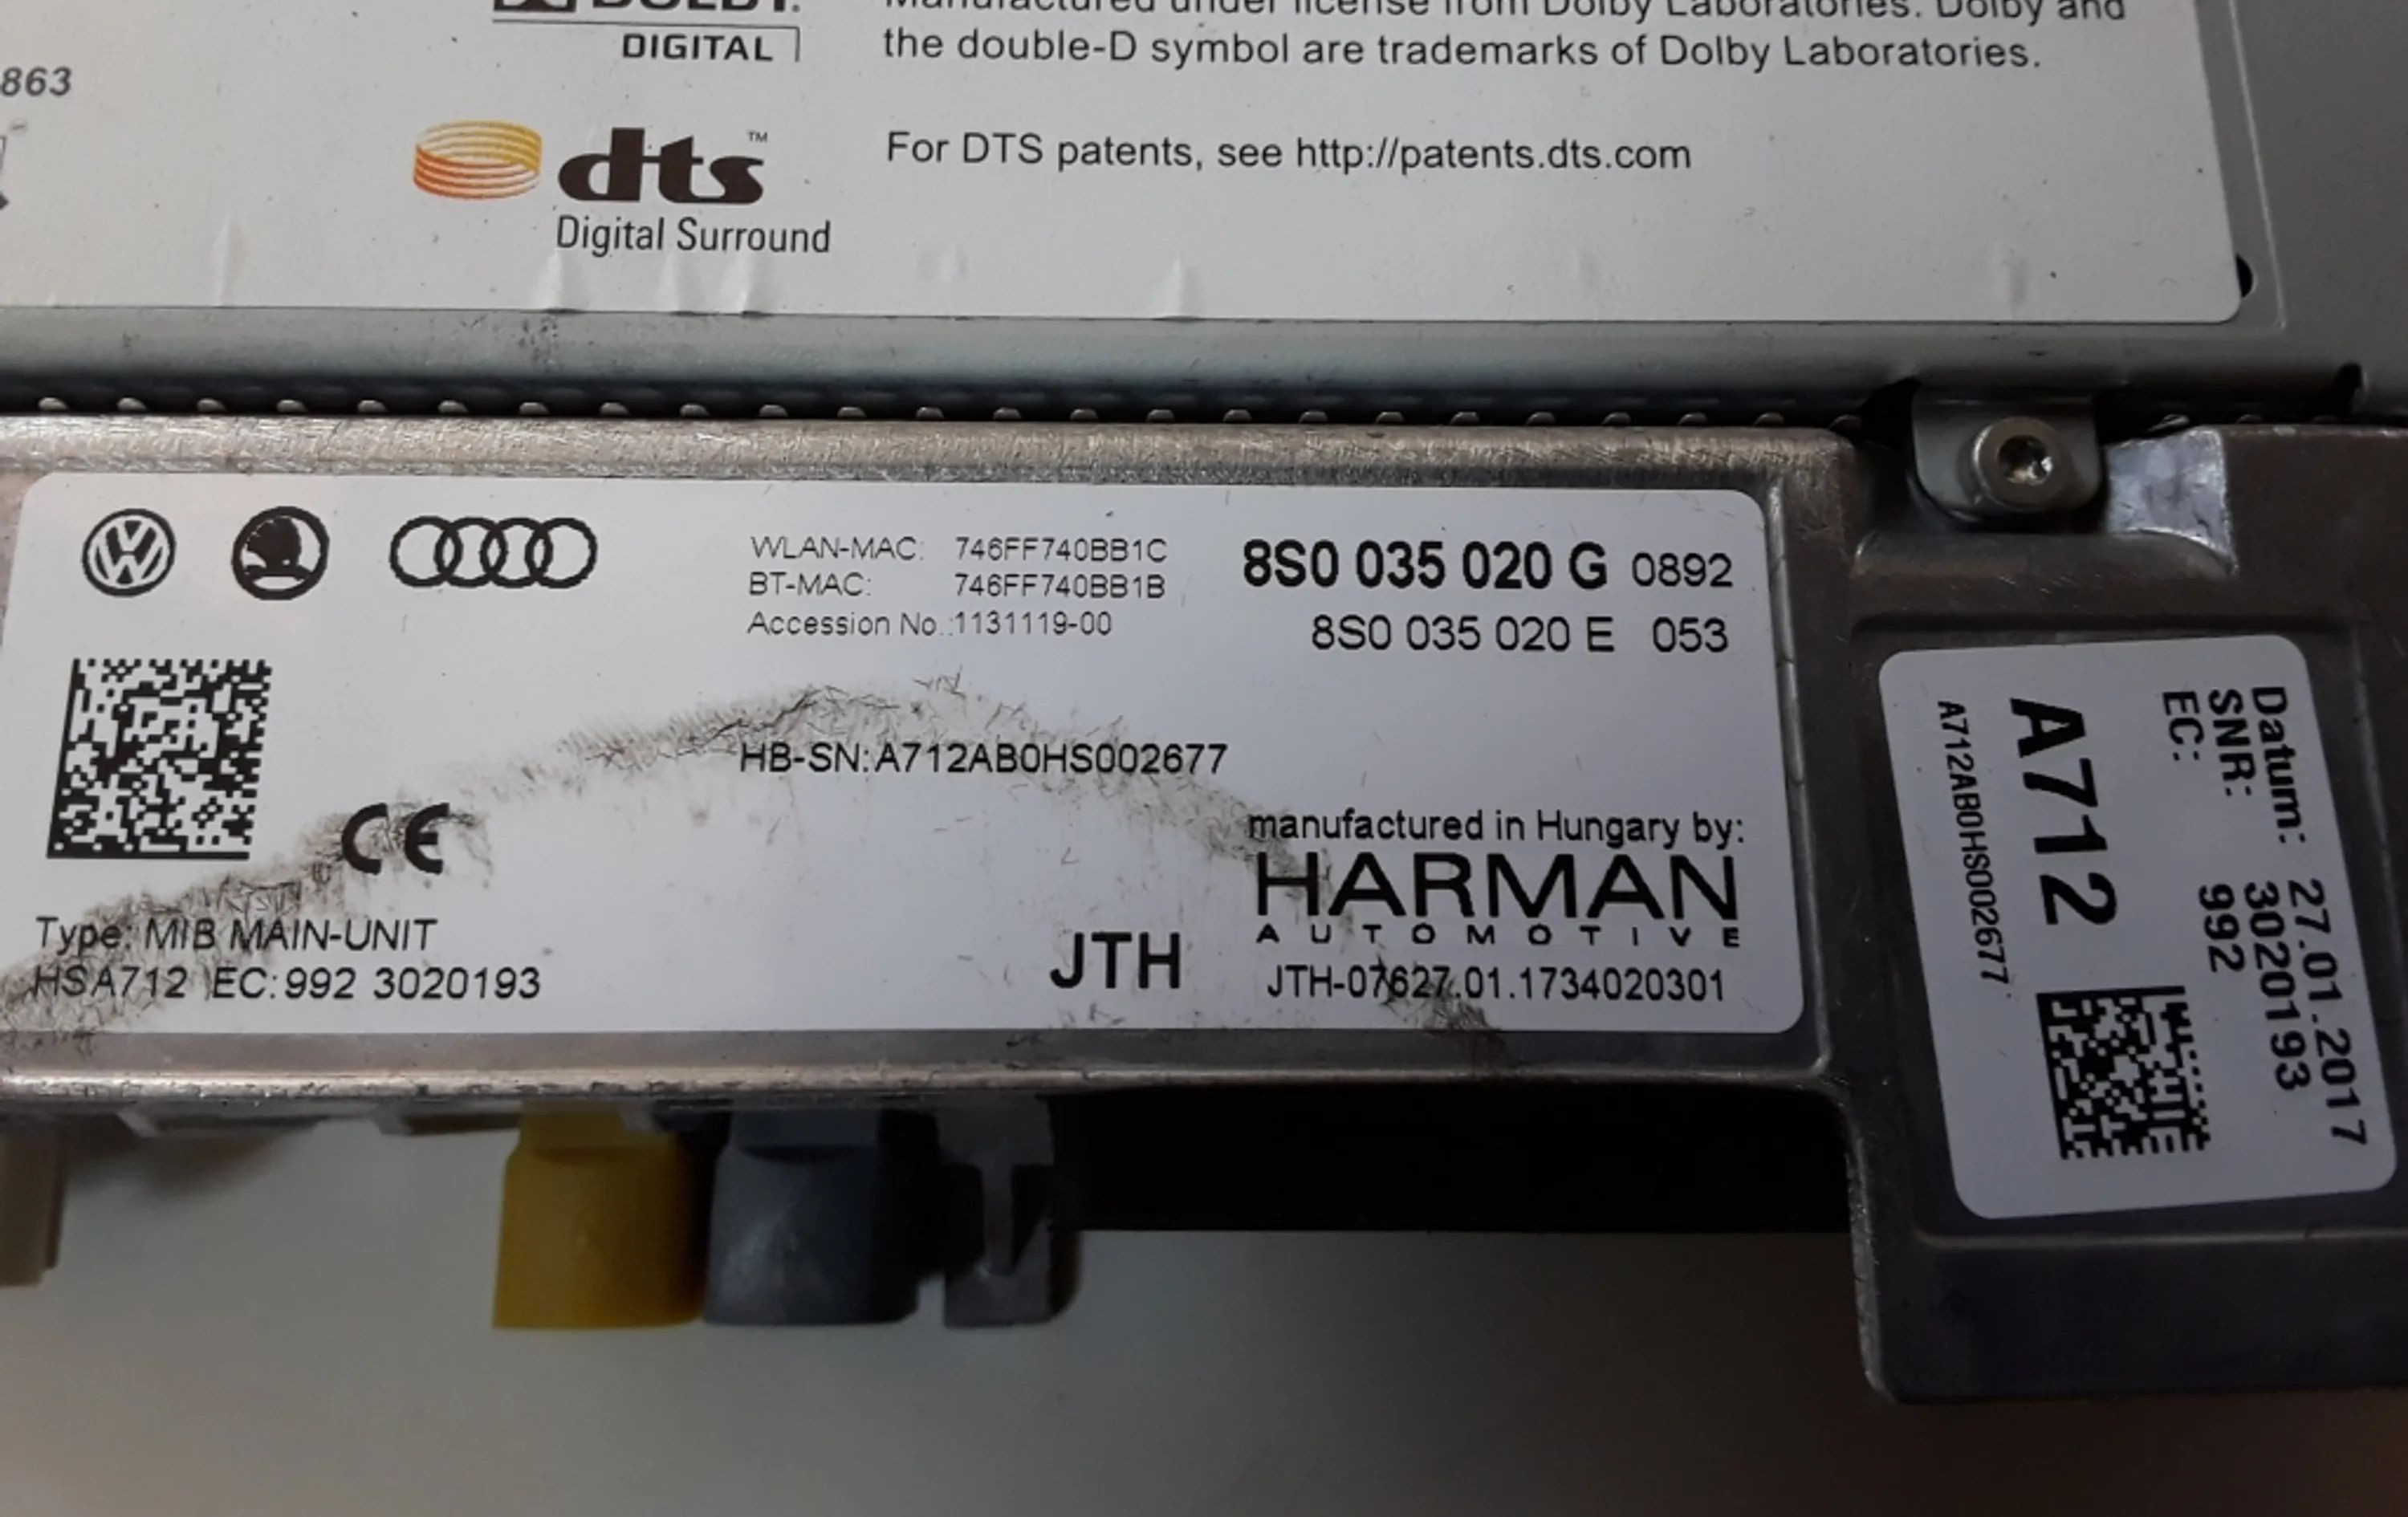 DOLBY.
DIGITAL
Manufactured under license from Dolby Laboratories. Dolby and
the double-D symbol are trademarks of Dolby Laboratories.
863
dts™
Digital Surround
For DTS patents, see http://patents.dts.com
WLAN-MAC: 746FF740BB1C
BT-MAC: 746FF740BB1B
Accession No.:1131119-00
8S0 035 020 G 0892
8S0 035 020 E 053
HB-SN:A712AB0HS002677
CE
manufactured in Hungary by:
HARMAN
AUTOMOTIVE
JTH
JTH-07627.01.1734020301
Type: MIB MAIN-UNIT
HSA712 EC:992 3020193
Datum: 27.01.2017
SNR: 3020193
EC: 992
A712
A712AB0HS002677